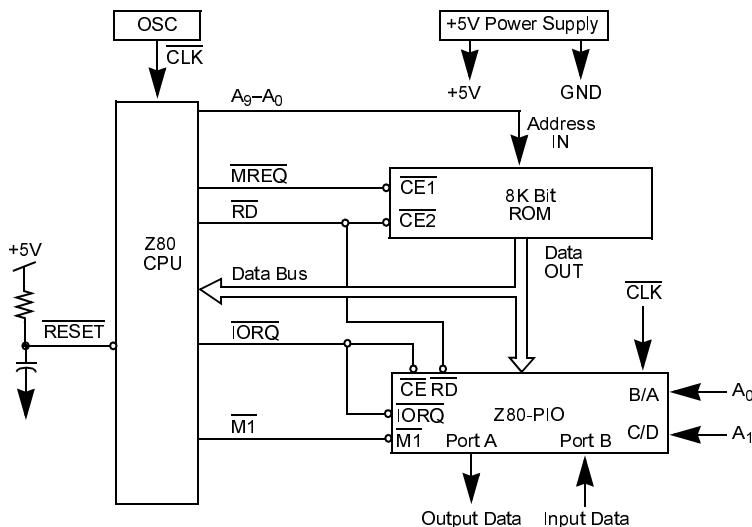 OSC
+5V Power Supply
CLK
A9–A0
+5V
GND
Address
IN
MREQ
CE1
8K Bit
ROM
RD
CE2
Z80
CPU
+5V
Data Bus
Data
OUT
CLK
RESET
IORQ
CE RD
B/A
A0
IORQ
Z80-PIO
M1
M1
Port A
Port B
C/D
A1
Output Data
Input Data